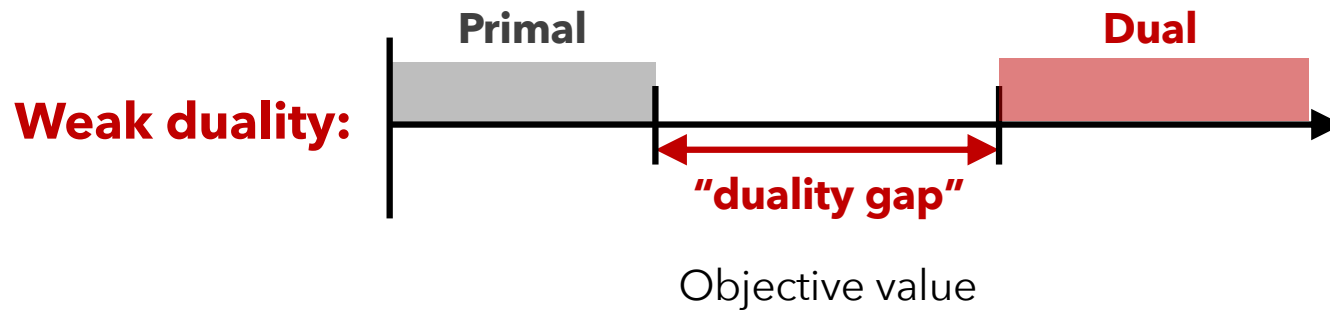 Primal
Dual
Weak duality:
“duality gap”
Objective value